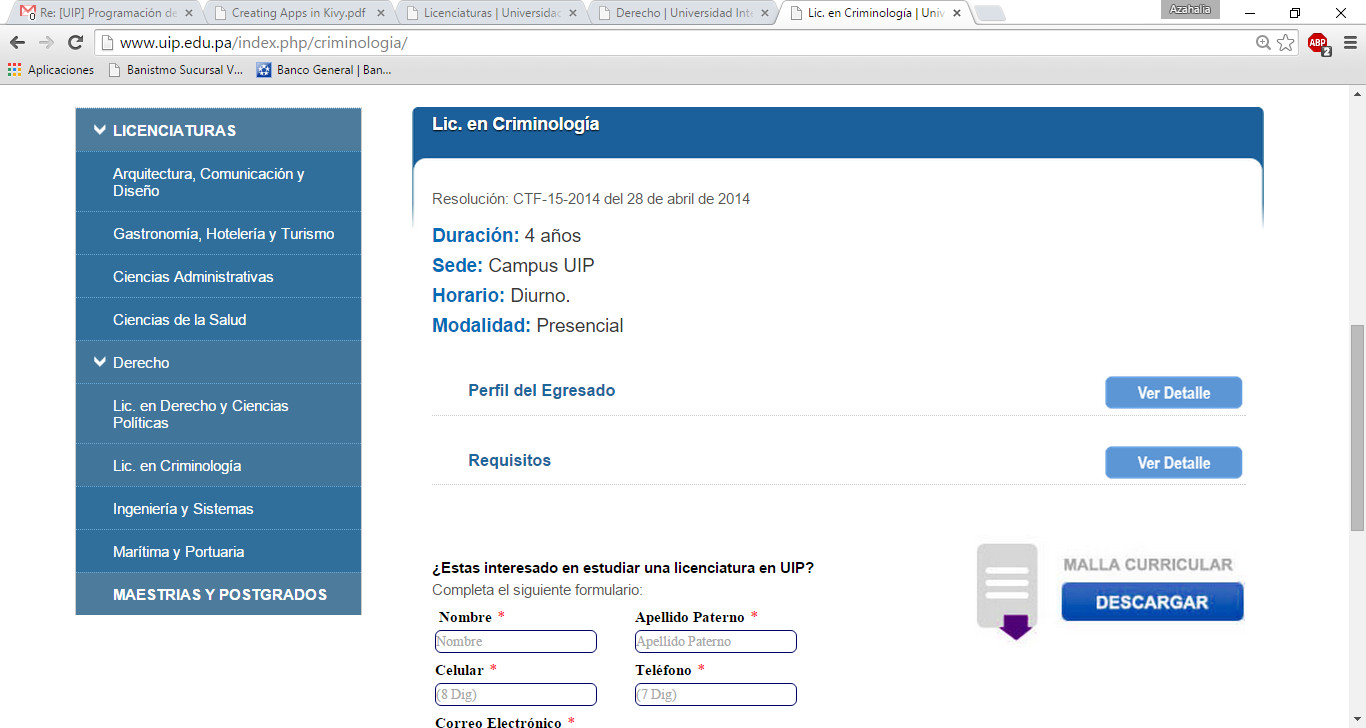 Re: [UIP] Programación de
Creating Apps in Kivy.pdf
Licenciaturas | Universidad
Derecho | Universidad Inte
Lic. en Criminología | Univ
Azahalia
www.uip.edu.pa/index.php/criminologia/
ABP
2
Aplicaciones
Banistmo Sucursal V...
Banco General | Ban...
LICENCIATURAS
Arquitectura, Comunicación y
Diseño
Gastronomía, Hotelería y Turismo
Ciencias Administrativas
Ciencias de la Salud
Derecho
Lic. en Derecho y Ciencias
Políticas
Lic. en Criminología
Ingeniería y Sistemas
Marítima y Portuaria
MAESTRIAS Y POSTGRADOS
Lic. en Criminología
Resolución: CTF-15-2014 del 28 de abril de 2014
Duración: 4 años
Sede: Campus UIP
Horario: Diurno.
Modalidad: Presencial
Perfil del Egresado
Ver Detalle
Requisitos
Ver Detalle
¿Estas interesado en estudiar una licenciatura en UIP?
Completa el siguiente formulario:
Nombre * Apellido Paterno *
Nombre Apellido Paterno
Celular * Teléfono *
(8 Dig) (7 Dig)
Correo Electrónico *
MALLA CURRICULAR
DESCARGAR